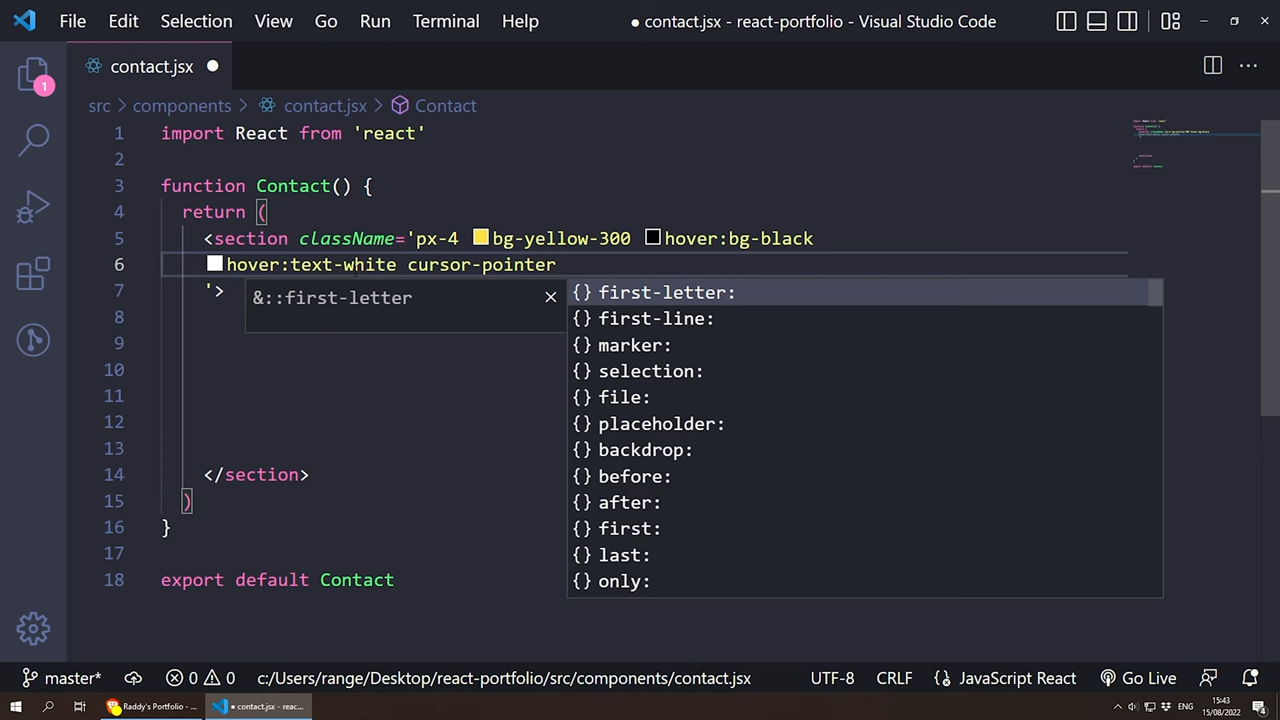 File Edit Selection View Go Run Terminal Help ● contact.jsx - react-portfolio - Visual Studio Code
contact.jsx
1
src > components > contact.jsx > Contact
1 import React from 'react'
2
3 function Contact() {
4 return (
5 <section className='px-4 bg-yellow-300 hover:bg-black
6 hover:text-white cursor-pointer
7 '>
8
9
10
11
12
13
14 </section>
15 )
16 }
17
18 export default Contact
&::first-letter
{} first-letter:
{} first-line:
{} marker:
{} selection:
{} file:
{} placeholder:
{} backdrop:
{} before:
{} after:
{} first:
{} last:
{} only:
master* 0 0 c:/Users/range/Desktop/react-portfolio/src/components/contact.jsx UTF-8 CRLF {} JavaScript React Go Live
Raddy's Portfolio - ... ● contact.jsx - reac... ENG 15:43
15/08/2022 4